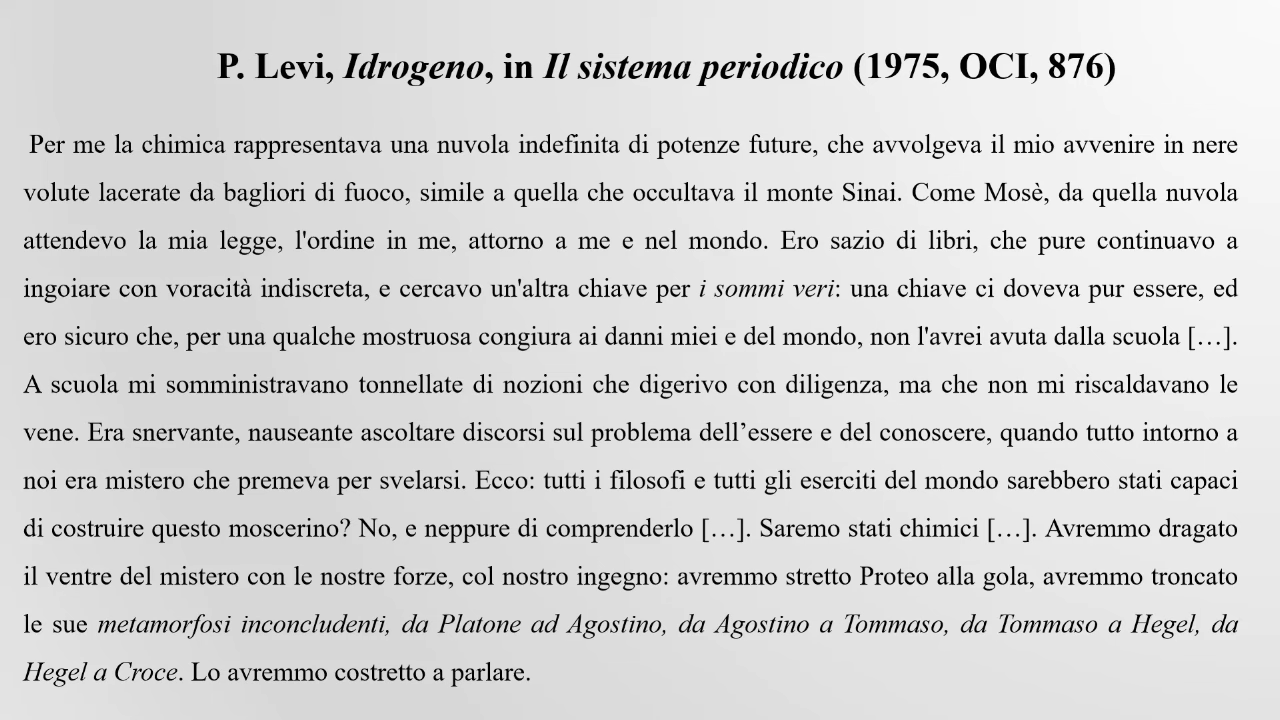 P. Levi, Idrogeno, in Il sistema periodico (1975, OCI, 876)
Per me la chimica rappresentava una nuvola indefinita di potenze future, che avvolgeva il mio avvenire in nere
volute lacerate da bagliori di fuoco, simile a quella che occultava il monte Sinai. Come Mosè, da quella nuvola
attendevo la mia legge, l'ordine in me, attorno a me e nel mondo. Ero sazio di libri, che pure continuavo a
ingoiare con voracità indiscreta, e cercavo un'altra chiave per i sommi veri: una chiave ci doveva pur essere, ed
ero sicuro che, per una qualche mostruosa congiura ai danni miei e del mondo, non l'avrei avuta dalla scuola […].
A scuola mi somministravano tonnellate di nozioni che digerivo con diligenza, ma che non mi riscaldavano le
vene. Era snervante, nauseante ascoltare discorsi sul problema dell’essere e del conoscere, quando tutto intorno a
noi era mistero che premeva per svelarsi. Ecco: tutti i filosofi e tutti gli eserciti del mondo sarebbero stati capaci
di costruire questo moscerino? No, e neppure di comprenderlo […]. Saremo stati chimici […]. Avremmo dragato
il ventre del mistero con le nostre forze, col nostro ingegno: avremmo stretto Proteo alla gola, avremmo troncato
le sue metamorfosi inconcludenti, da Platone ad Agostino, da Agostino a Tommaso, da Tommaso a Hegel, da
Hegel a Croce. Lo avremmo costretto a parlare.